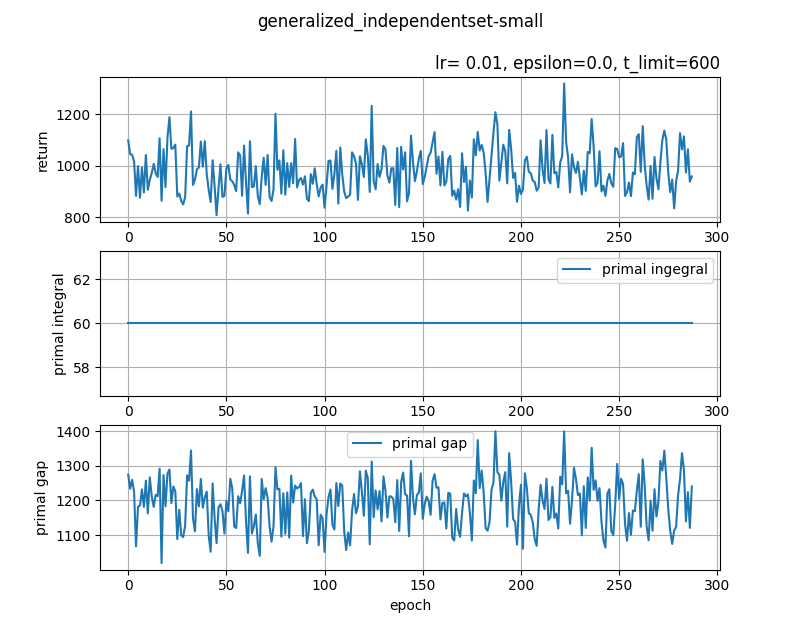 generalized_independentset-small
lr= 0.01, epsilon=0.0, t_limit=600
return
1200
1000
800
0 50 100 150 200 250 300
primal integral
62
60
58
primal ingegral
0 50 100 150 200 250 300
primal gap
1400
1300
1200
1100
primal gap
0 50 100 150 200 250 300
epoch